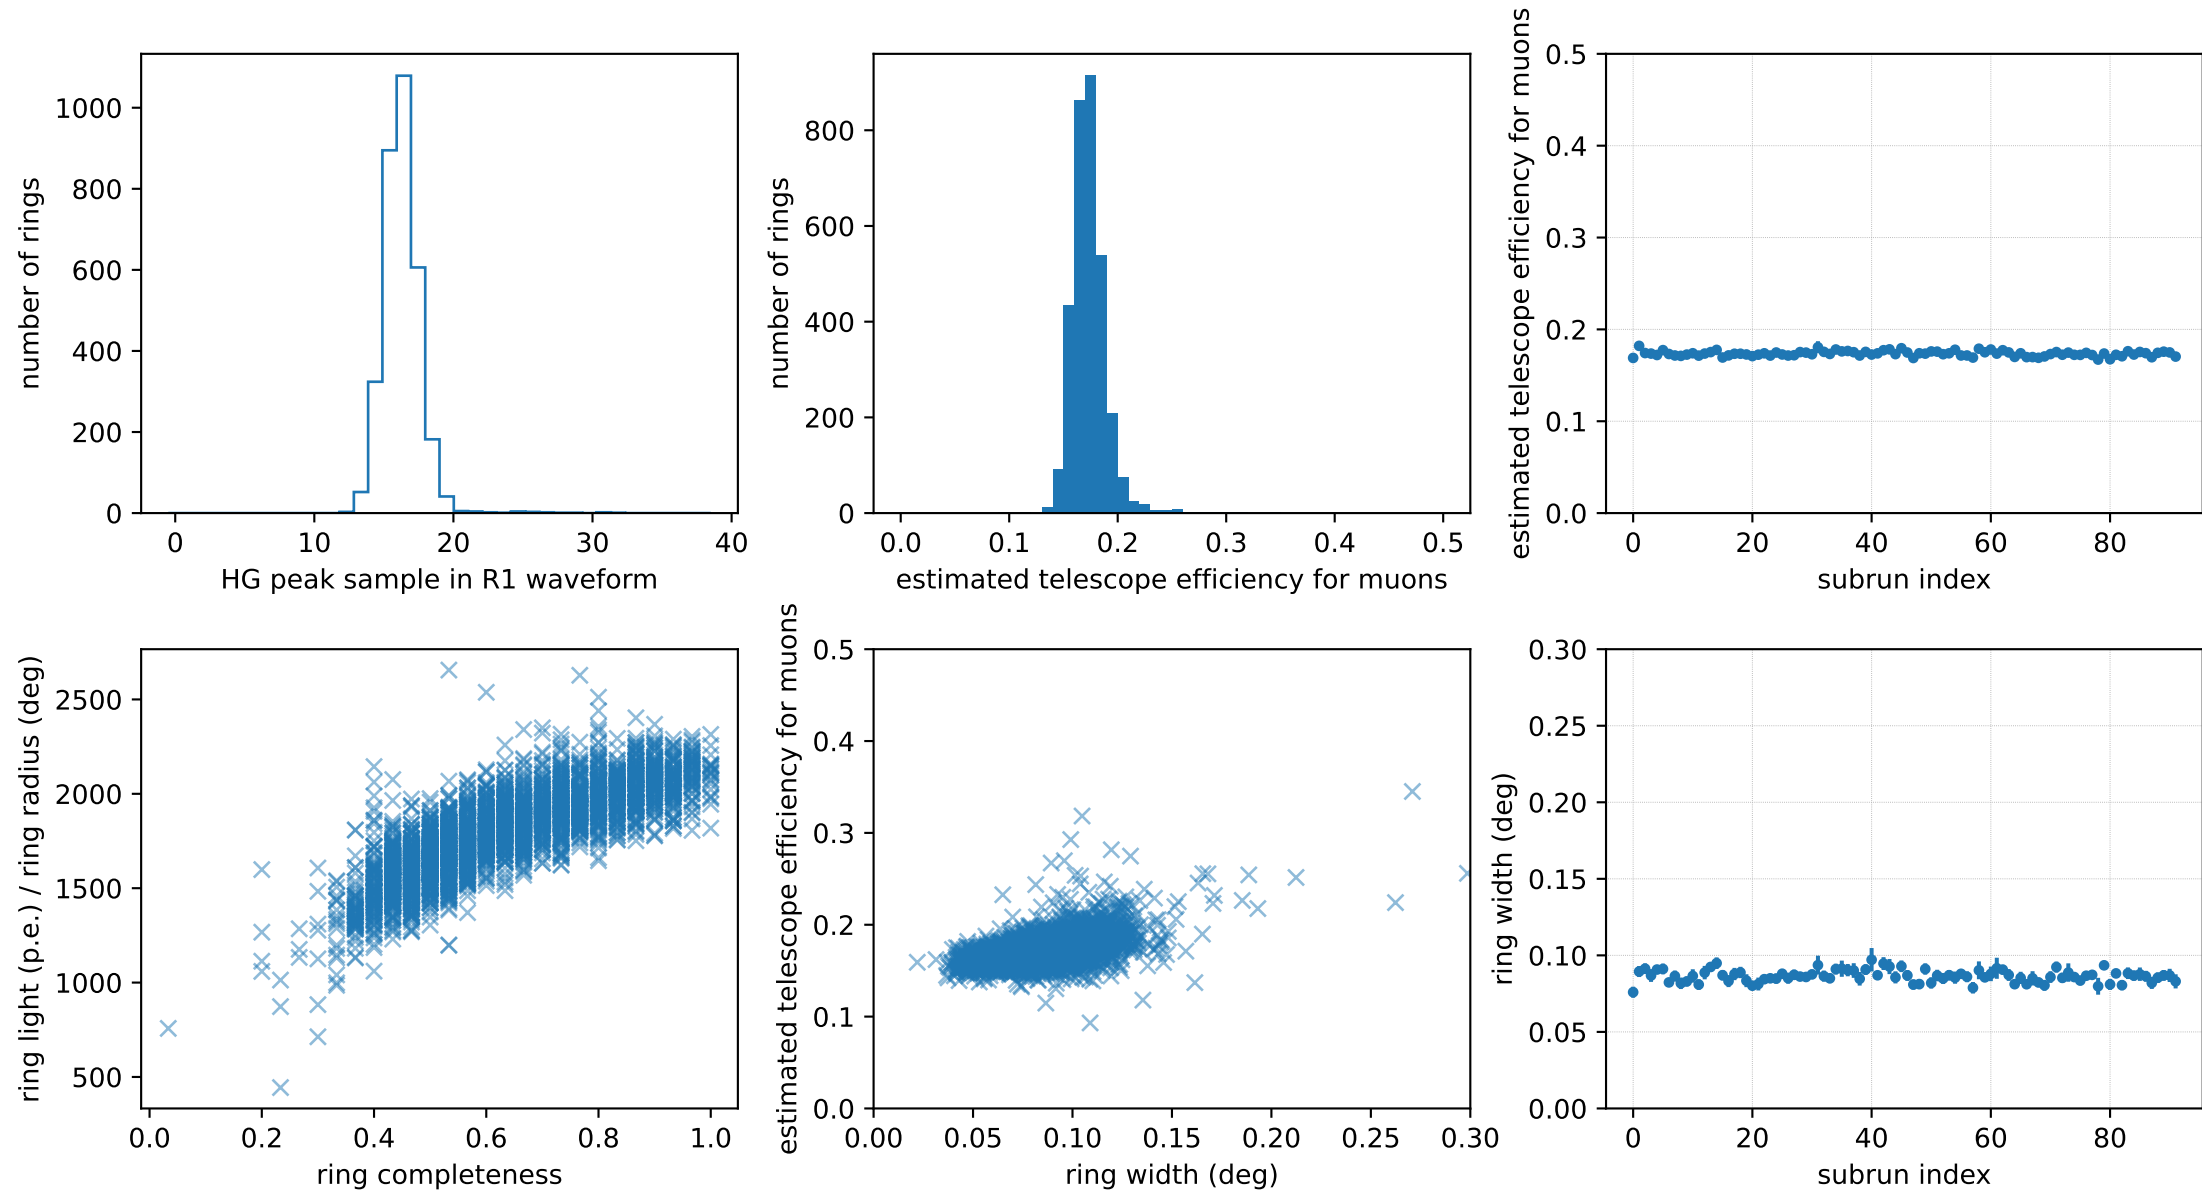 number of rings
1000
800
600
400
200
0
0 10 20 30 40
HG peak sample in R1 waveform
number of rings
800
600
400
200
0
0.0 0.1 0.2 0.3 0.4 0.5
estimated telescope efficiency for muons
estimated telescope efficiency for muons
0.5
0.4
0.3
0.2
0.1
0.0
0 20 40 60 80
subrun index
ring light (p.e.) / ring radius (deg)
2500
2000
1500
1000
500
0.0 0.2 0.4 0.6 0.8 1.0
ring completeness
estimated telescope efficiency for muons
0.5
0.4
0.3
0.2
0.1
0.0
0.00 0.05 0.10 0.15 0.20 0.25 0.30
ring width (deg)
ring width (deg)
0.30
0.25
0.20
0.15
0.10
0.05
0.00
0 20 40 60 80
subrun index